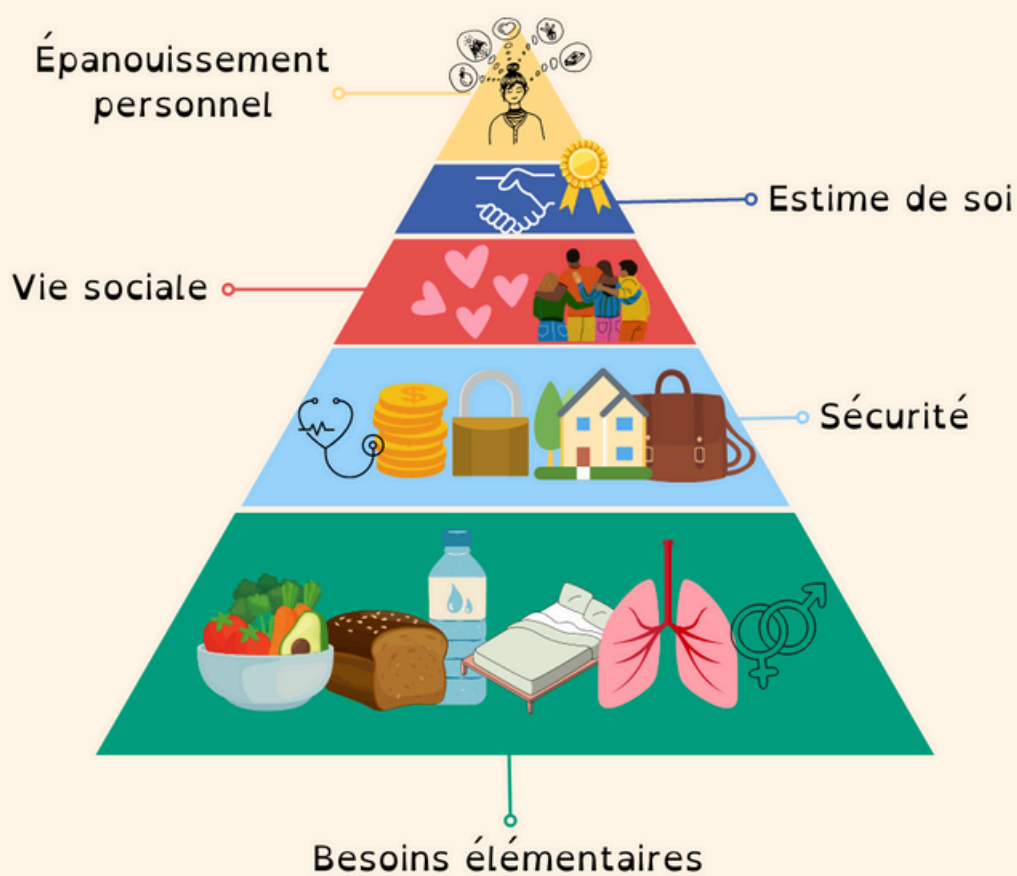 Épanouissement
personnel
Estime de soi
Vie sociale
Sécurité
Besoins élémentaires